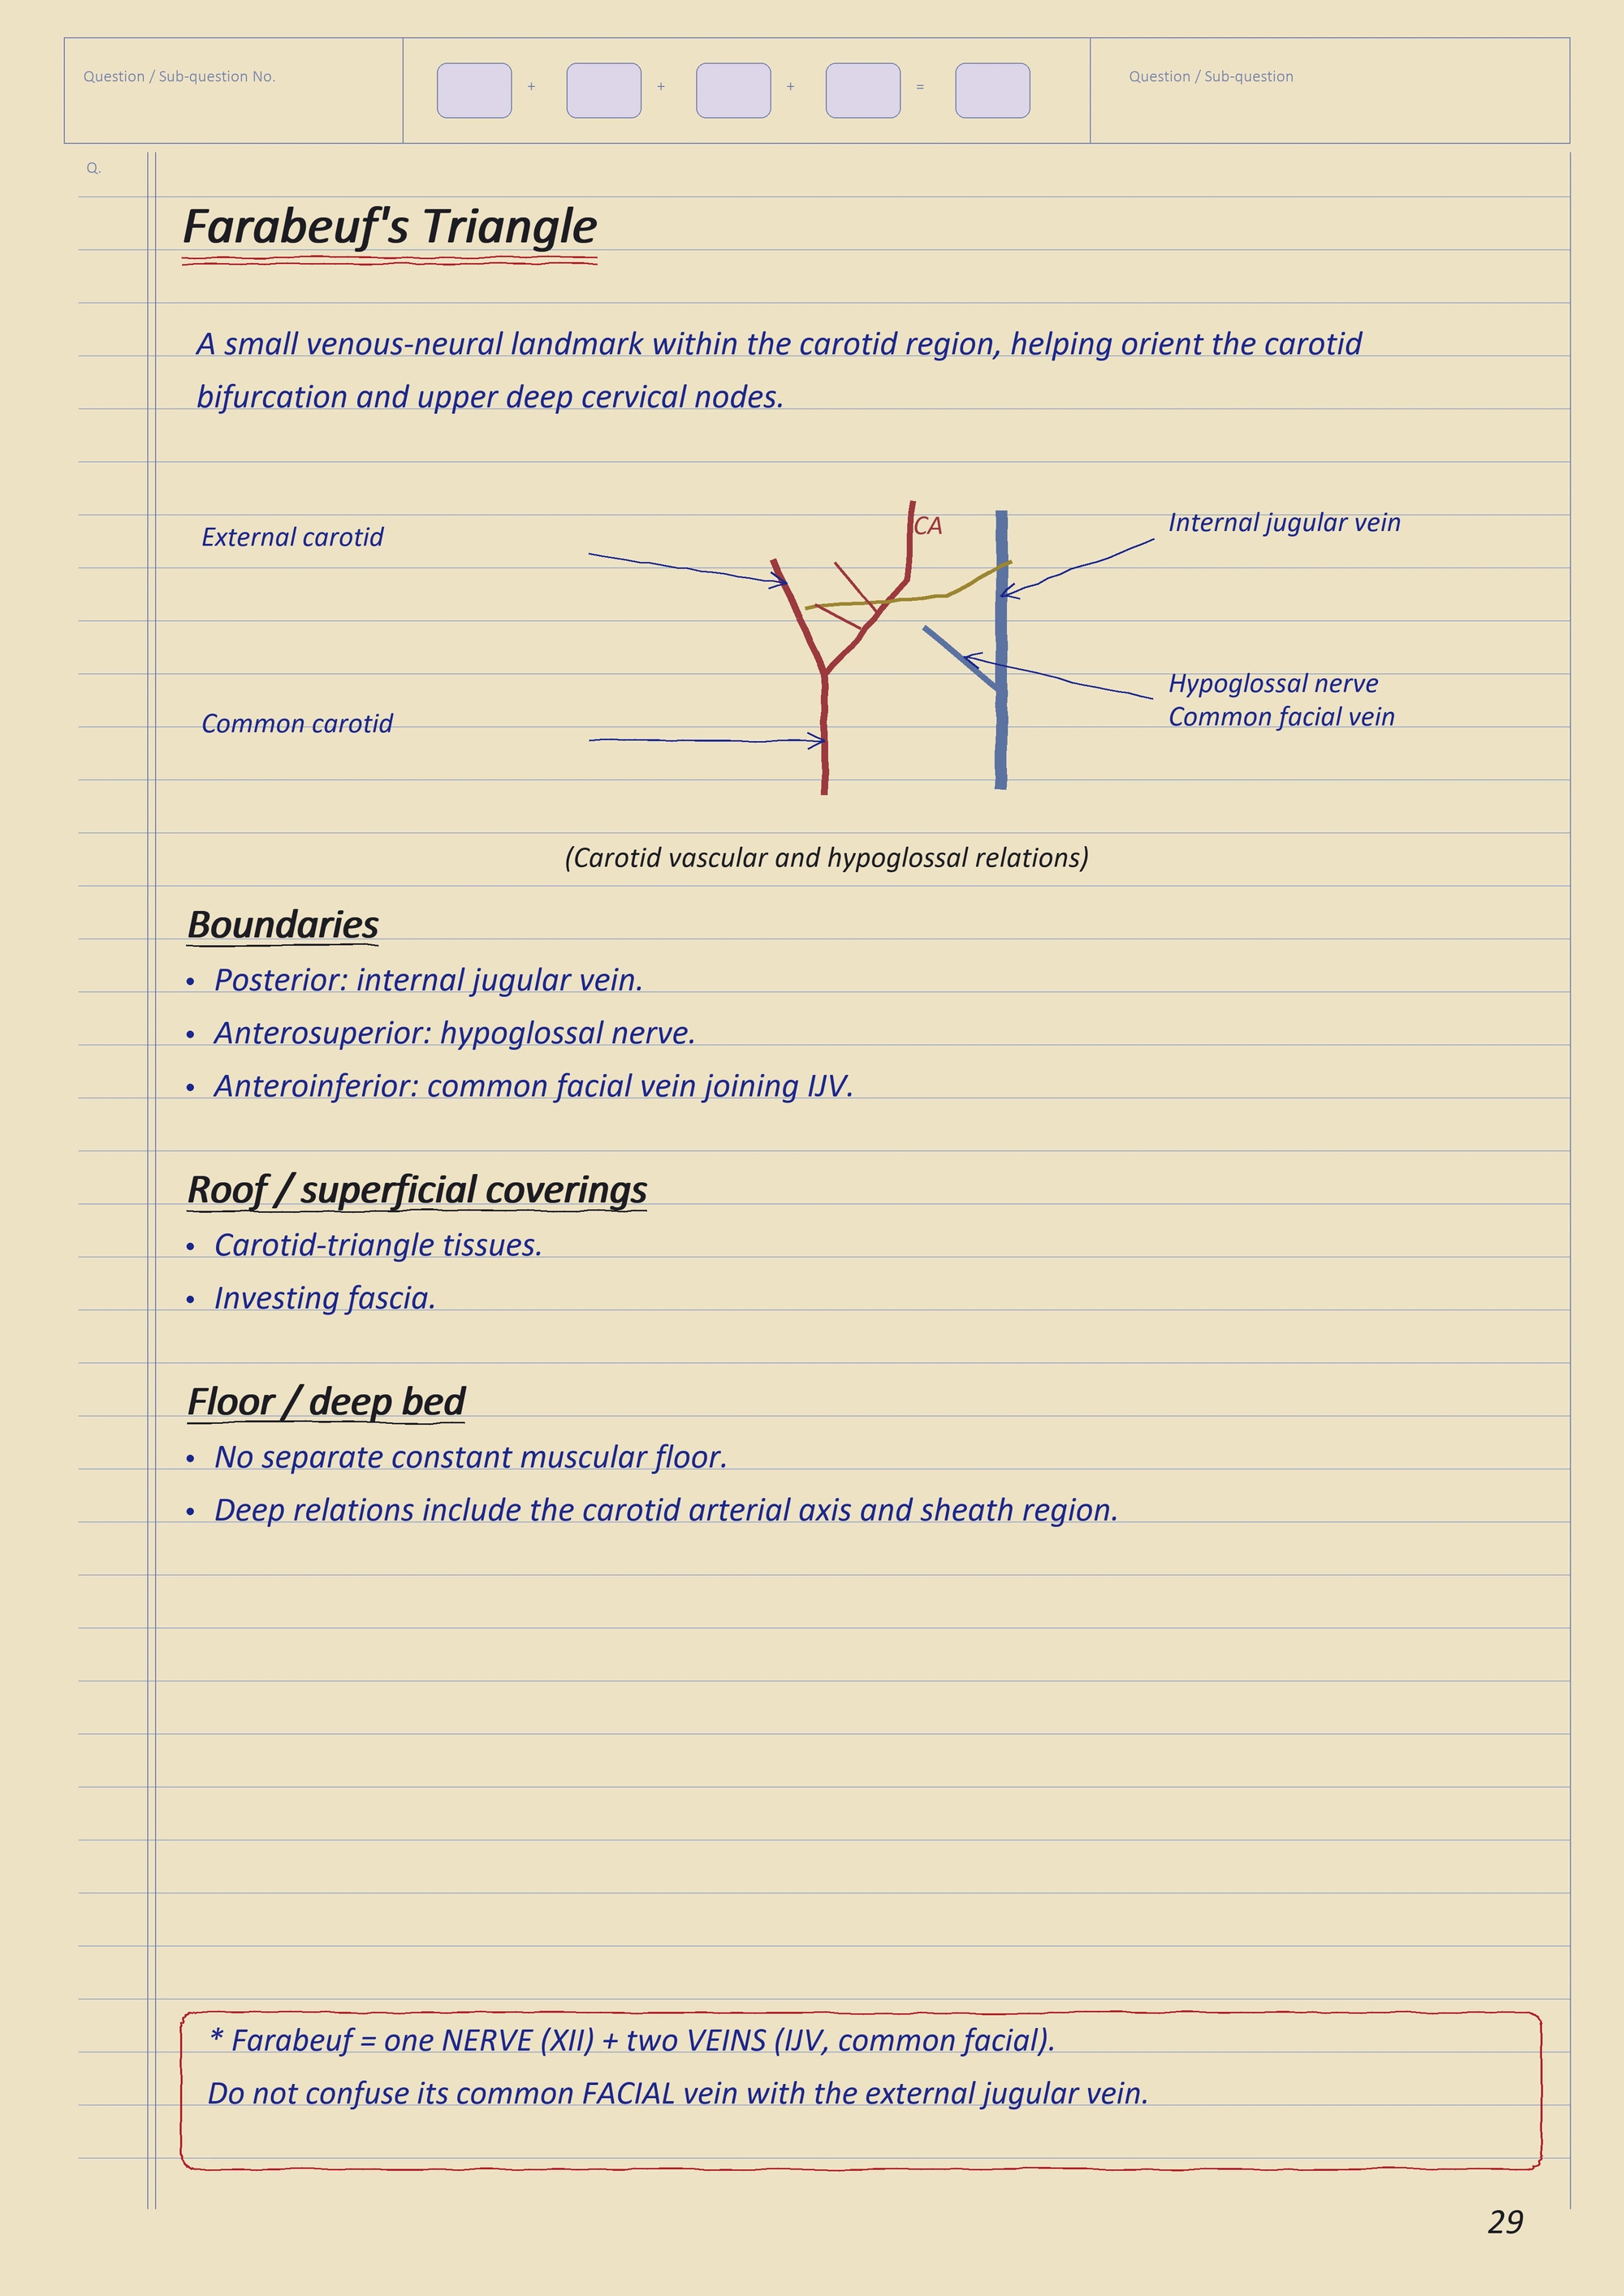 Question / Sub-question No.
+ + + =
Question / Sub-question
Q.
Farabeuf's Triangle
A small venous-neural landmark within the carotid region, helping orient the carotid
bifurcation and upper deep cervical nodes.
External carotid
CA
Internal jugular vein
Common carotid
Hypoglossal nerve
Common facial vein
(Carotid vascular and hypoglossal relations)
Boundaries
• Posterior: internal jugular vein.
• Anterosuperior: hypoglossal nerve.
• Anteroinferior: common facial vein joining IJV.
Roof / superficial coverings
• Carotid-triangle tissues.
• Investing fascia.
Floor / deep bed
• No separate constant muscular floor.
• Deep relations include the carotid arterial axis and sheath region.
* Farabeuf = one NERVE (XII) + two VEINS (IJV, common facial).
Do not confuse its common FACIAL vein with the external jugular vein.
29